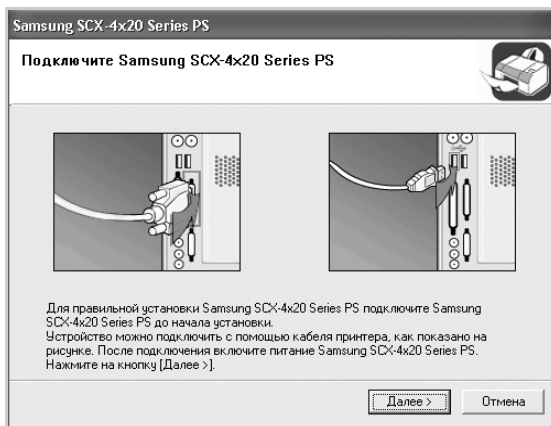 Samsung SCX-4x20 Series PS
Подключите Samsung SCX-4x20 Series PS
Для правильной установки Samsung SCX-4x20 Series PS подключите Samsung
SCX-4x20 Series PS до начала установки.
Устройство можно подключить с помощью кабеля принтера, как показано на
рисунке. После подключения включите питание Samsung SCX-4x20 Series PS.
Нажмите на кнопку [Далее >].
Далее >
Отмена